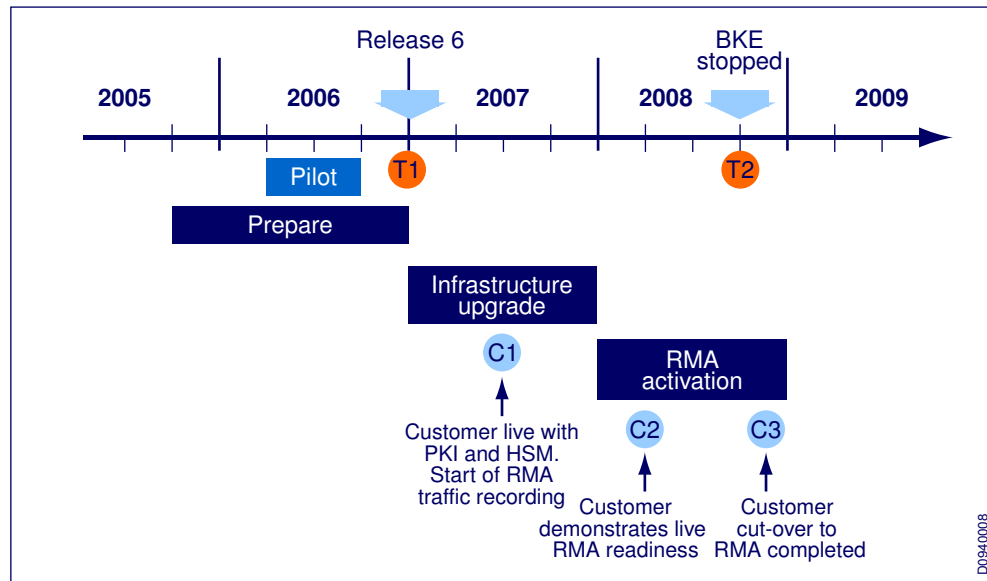 Release 6
BKE
stopped
2005
2006
2007
2008
2009
T1
T2
Pilot
Prepare
Infrastructure
upgrade
C1
RMA
activation
Customer live with
PKI and HSM.
Start of RMA
traffic recording
C2
C3
Customer
demonstrates live
RMA readiness
Customer
cut-over to
RMA completed
D0940008